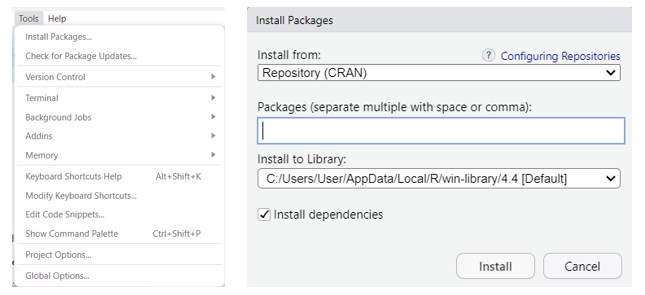 Tools Help
Install Packages...
Check for Package Updates...
Version Control
Terminal
Background Jobs
Addins
Memory
Keyboard Shortcuts Help Alt+Shift+K
Modify Keyboard Shortcuts...
Edit Code Snippets...
Show Command Palette Ctrl+Shift+P
Project Options...
Global Options...
Install Packages
Install from: ? Configuring Repositories
Repository (CRAN)
Packages (separate multiple with space or comma):
Install to Library:
C:/Users/User/AppData/Local/R/win-library/4.4 [Default]
Install dependencies
Install Cancel